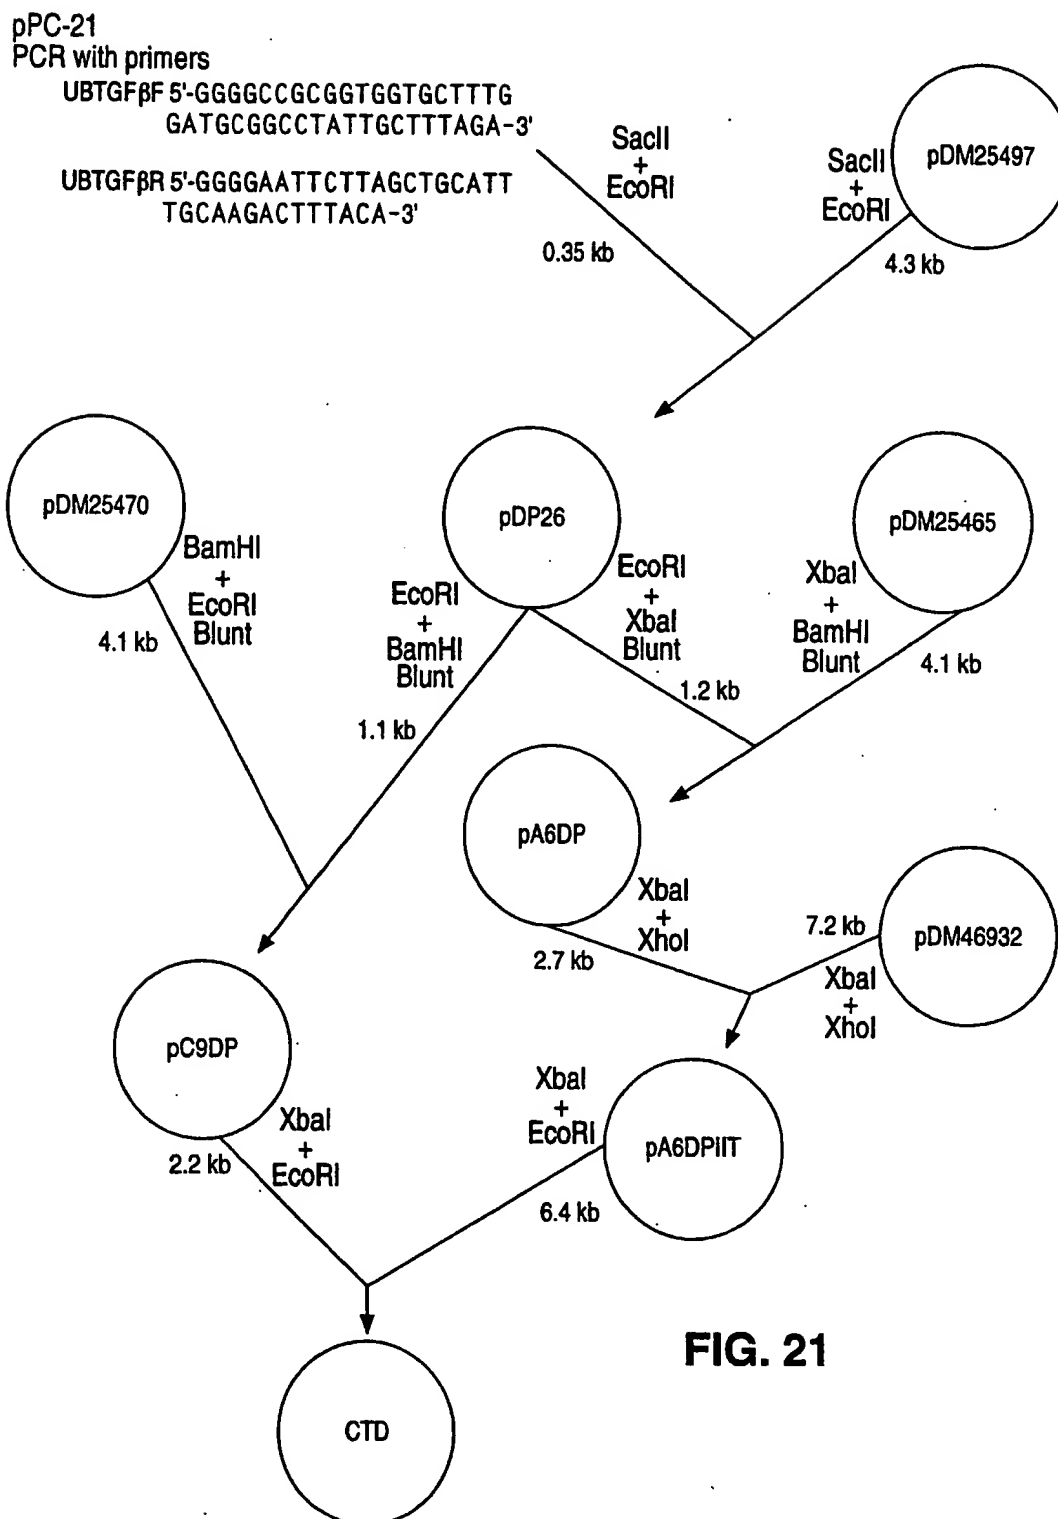 pPC-21
PCR with primers
UBTGFβF 5'-GGGGCCGCGGTGGTGCTTTG
GATGCGGCCTATTGCTTTAGA-3'
UBTGFβR 5'-GGGGAATTCTTAGCTGCATT
TGCAAGACTTTACA-3'
SacII
+
EcoRI
0.35 kb
SacII
+
EcoRI
pDM25497
4.3 kb
pDM25470
BamHI
+
EcoRI
Blunt
4.1 kb
pDP26
EcoRI
+
BamHI
Blunt
1.1 kb
EcoRI
+
XbaI
Blunt
1.2 kb
pDM25465
XbaI
+
BamHI
Blunt
4.1 kb
pA6DP
XbaI
+
XhoI
2.7 kb
7.2 kb
pDM46932
XbaI
+
XhoI
pC9DP
XbaI
+
EcoRI
2.2 kb
XbaI
+
EcoRI
pA6DPIIT
6.4 kb
FIG. 21
CTD